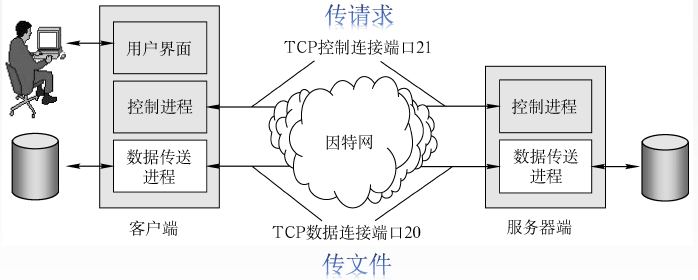 传请求
TCP控制连接端口21
用户界面
控制进程
控制进程
因特网
数据传送
进程
数据传送
进程
客户端
服务器端
TCP数据连接端口20
传文件